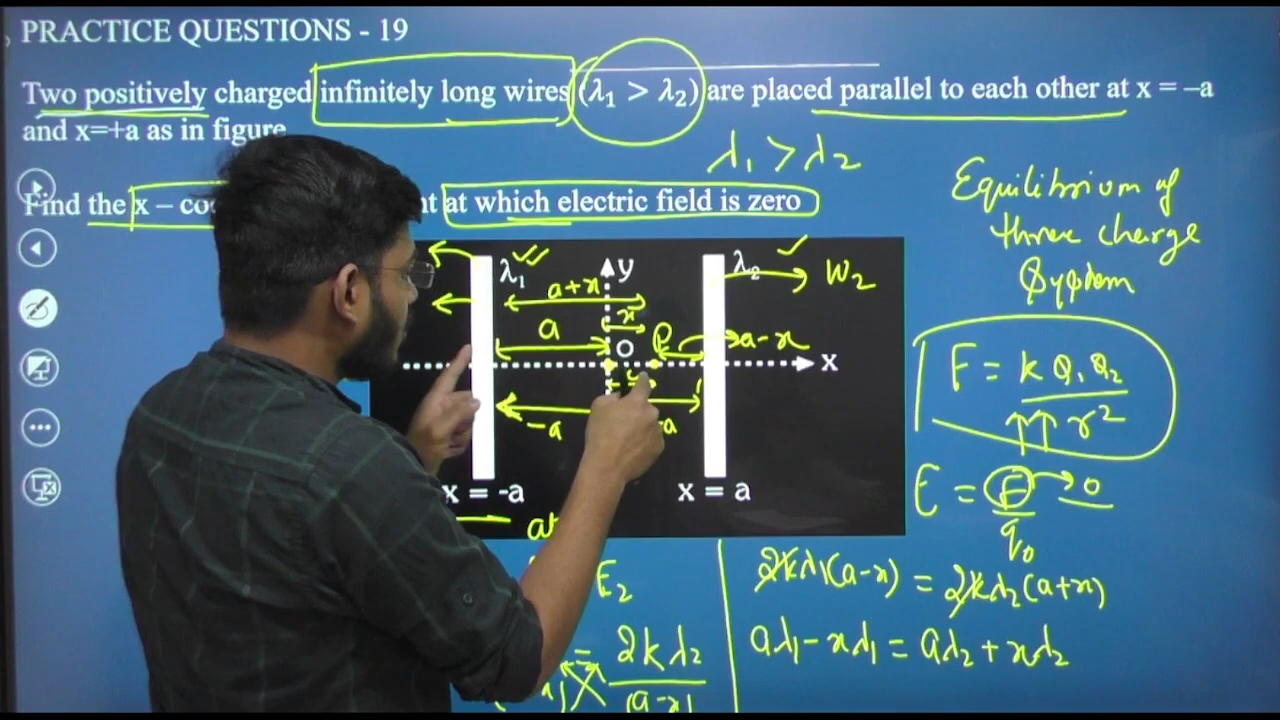 PRACTICE QUESTIONS - 19
Two positively charged infinitely long wires (λ₁ > λ₂) are placed parallel to each other at x = –a
and x=+a as in figure
λ₁ > λ₂
Find the x – at which electric field is zero
Equilibrium of
three charge
System
λ₁
y
λ₂
W₂
a+x
x
a
O
P
a-x
x
-a
x = -a
x = a
F = k Q₁ Q₂
r²
E = F → 0
q₀
E₂
= 2kλ₂
(a-x)
2kλ₁(a-x) = 2kλ₂(a+x)
aλ₁ - xλ₁ = aλ₂ + xλ₂